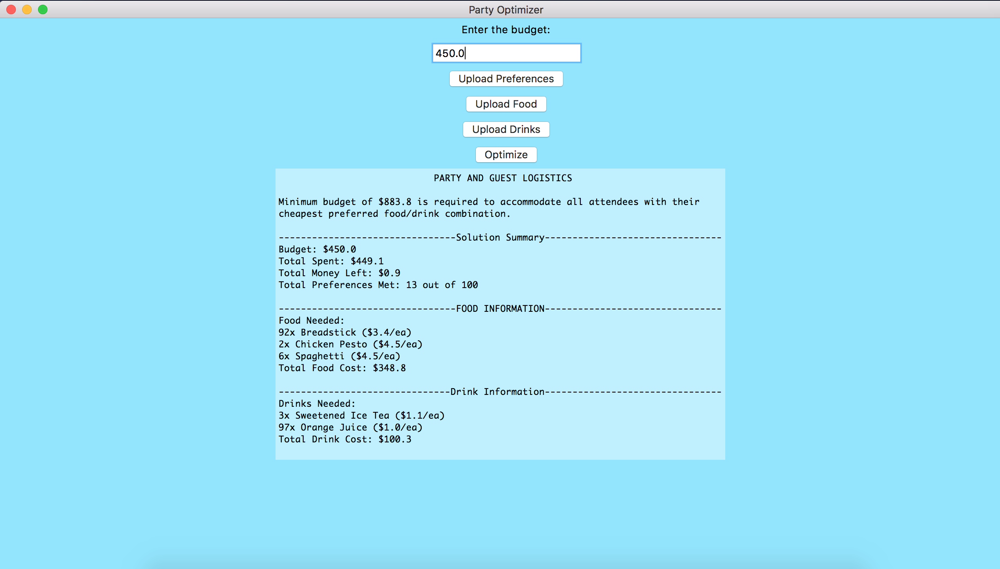 Party Optimizer
Enter the budget:
450.0
Upload Preferences
Upload Food
Upload Drinks
Optimize
PARTY AND GUEST LOGISTICS
Minimum budget of $883.8 is required to accommodate all attendees with their
cheapest preferred food/drink combination.
--------------------------------Solution Summary--------------------------------
Budget: $450.0
Total Spent: $449.1
Total Money Left: $0.9
Total Preferences Met: 13 out of 100
--------------------------------FOOD INFORMATION--------------------------------
Food Needed:
92x Breadstick ($3.4/ea)
2x Chicken Pesto ($4.5/ea)
6x Spaghetti ($4.5/ea)
Total Food Cost: $348.8
-------------------------------Drink Information--------------------------------
Drinks Needed:
3x Sweetened Ice Tea ($1.1/ea)
97x Orange Juice ($1.0/ea)
Total Drink Cost: $100.3